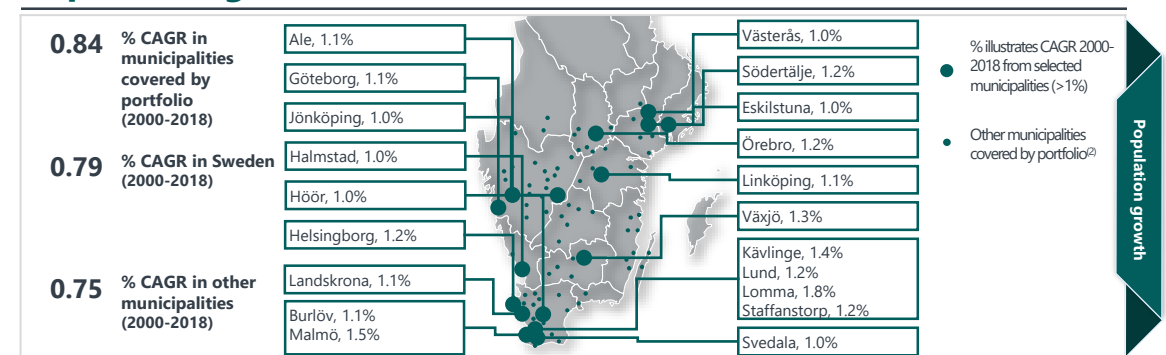 0.84
% CAGR in
municipalities
covered by
portfolio
(2000-2018)
0.79
% CAGR in Sweden
(2000-2018)
0.75
% CAGR in other
municipalities
(2000-2018)
Ale, 1.1%
Göteborg, 1.1%
Jönköping, 1.0%
Halmstad, 1.0%
Höör, 1.0%
Helsingborg, 1.2%
Landskrona, 1.1%
Burlöv, 1.1%
Malmö, 1.5%
Västerås, 1.0%
Södertälje, 1.2%
Eskilstuna, 1.0%
Örebro, 1.2%
Linköping, 1.1%
Växjö, 1.3%
Kävlinge, 1.4%
Lund, 1.2%
Lomma, 1.8%
Staffanstorp, 1.2%
Svedala, 1.0%
% illustrates CAGR 2000-
2018 from selected
municipalities (>1%)
Other municipalities
covered by portfolio(2)
Population growth